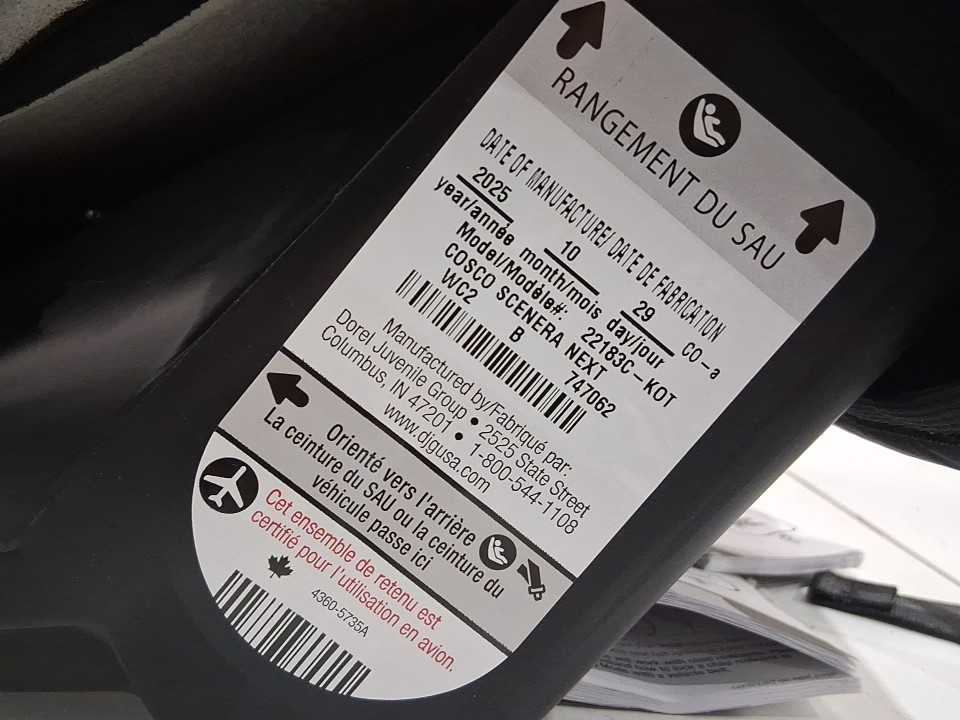 RANGEMENT DU SAU
DATE OF MANUFACTURE/ DATE DE FABRICATION
2025 10 29 CO-a
year/année month/mois day/jour
Model/Modèle#: 22183C-KOT
COSCO SCENERA NEXT
WC2 B 747062
Manufactured by/Fabriqué par:
Dorel Juvenile Group • 2525 State Street
Columbus, IN 47201 • 1-800-544-1108
www.djgusa.com
Orienté vers l'arrière
La ceinture du SAU ou la ceinture du
véhicule passe ici
Cet ensemble de retenu est
certifié pour l'utilisation en avion.
4360-5735A